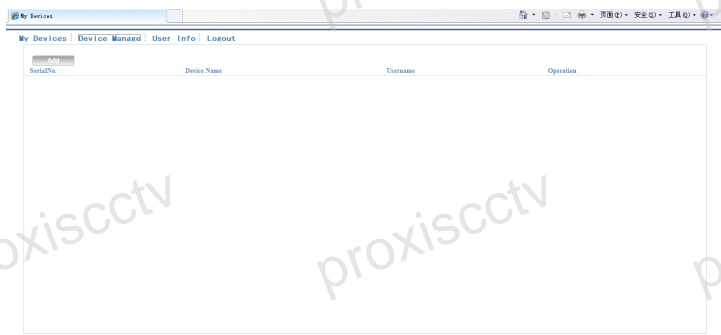 My Devices 页面(P) 安全(S) 工具(O)
My Devices Device Manage User Info Logout
Add
SerialNo. Device Name Username Operation
proxiscctv
proxiscctv